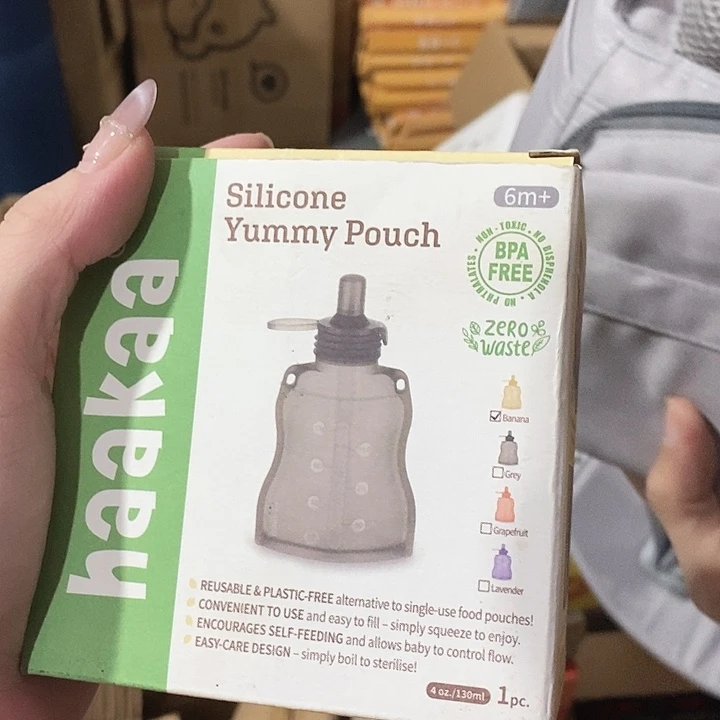 haakaa
Silicone
Yummy Pouch
6m+
NON-TOXIC • NO BISPHENOL A • NO PHTHALATES •
BPA
FREE
ZERO
waste
Banana
Grey
Grapefruit
Lavender
REUSABLE & PLASTIC-FREE alternative to single-use food pouches!
CONVENIENT TO USE and easy to fill – simply squeeze to enjoy.
ENCOURAGES SELF-FEEDING and allows baby to control flow.
EASY-CARE DESIGN – simply boil to sterilise!
4 oz./130ml 1pc.